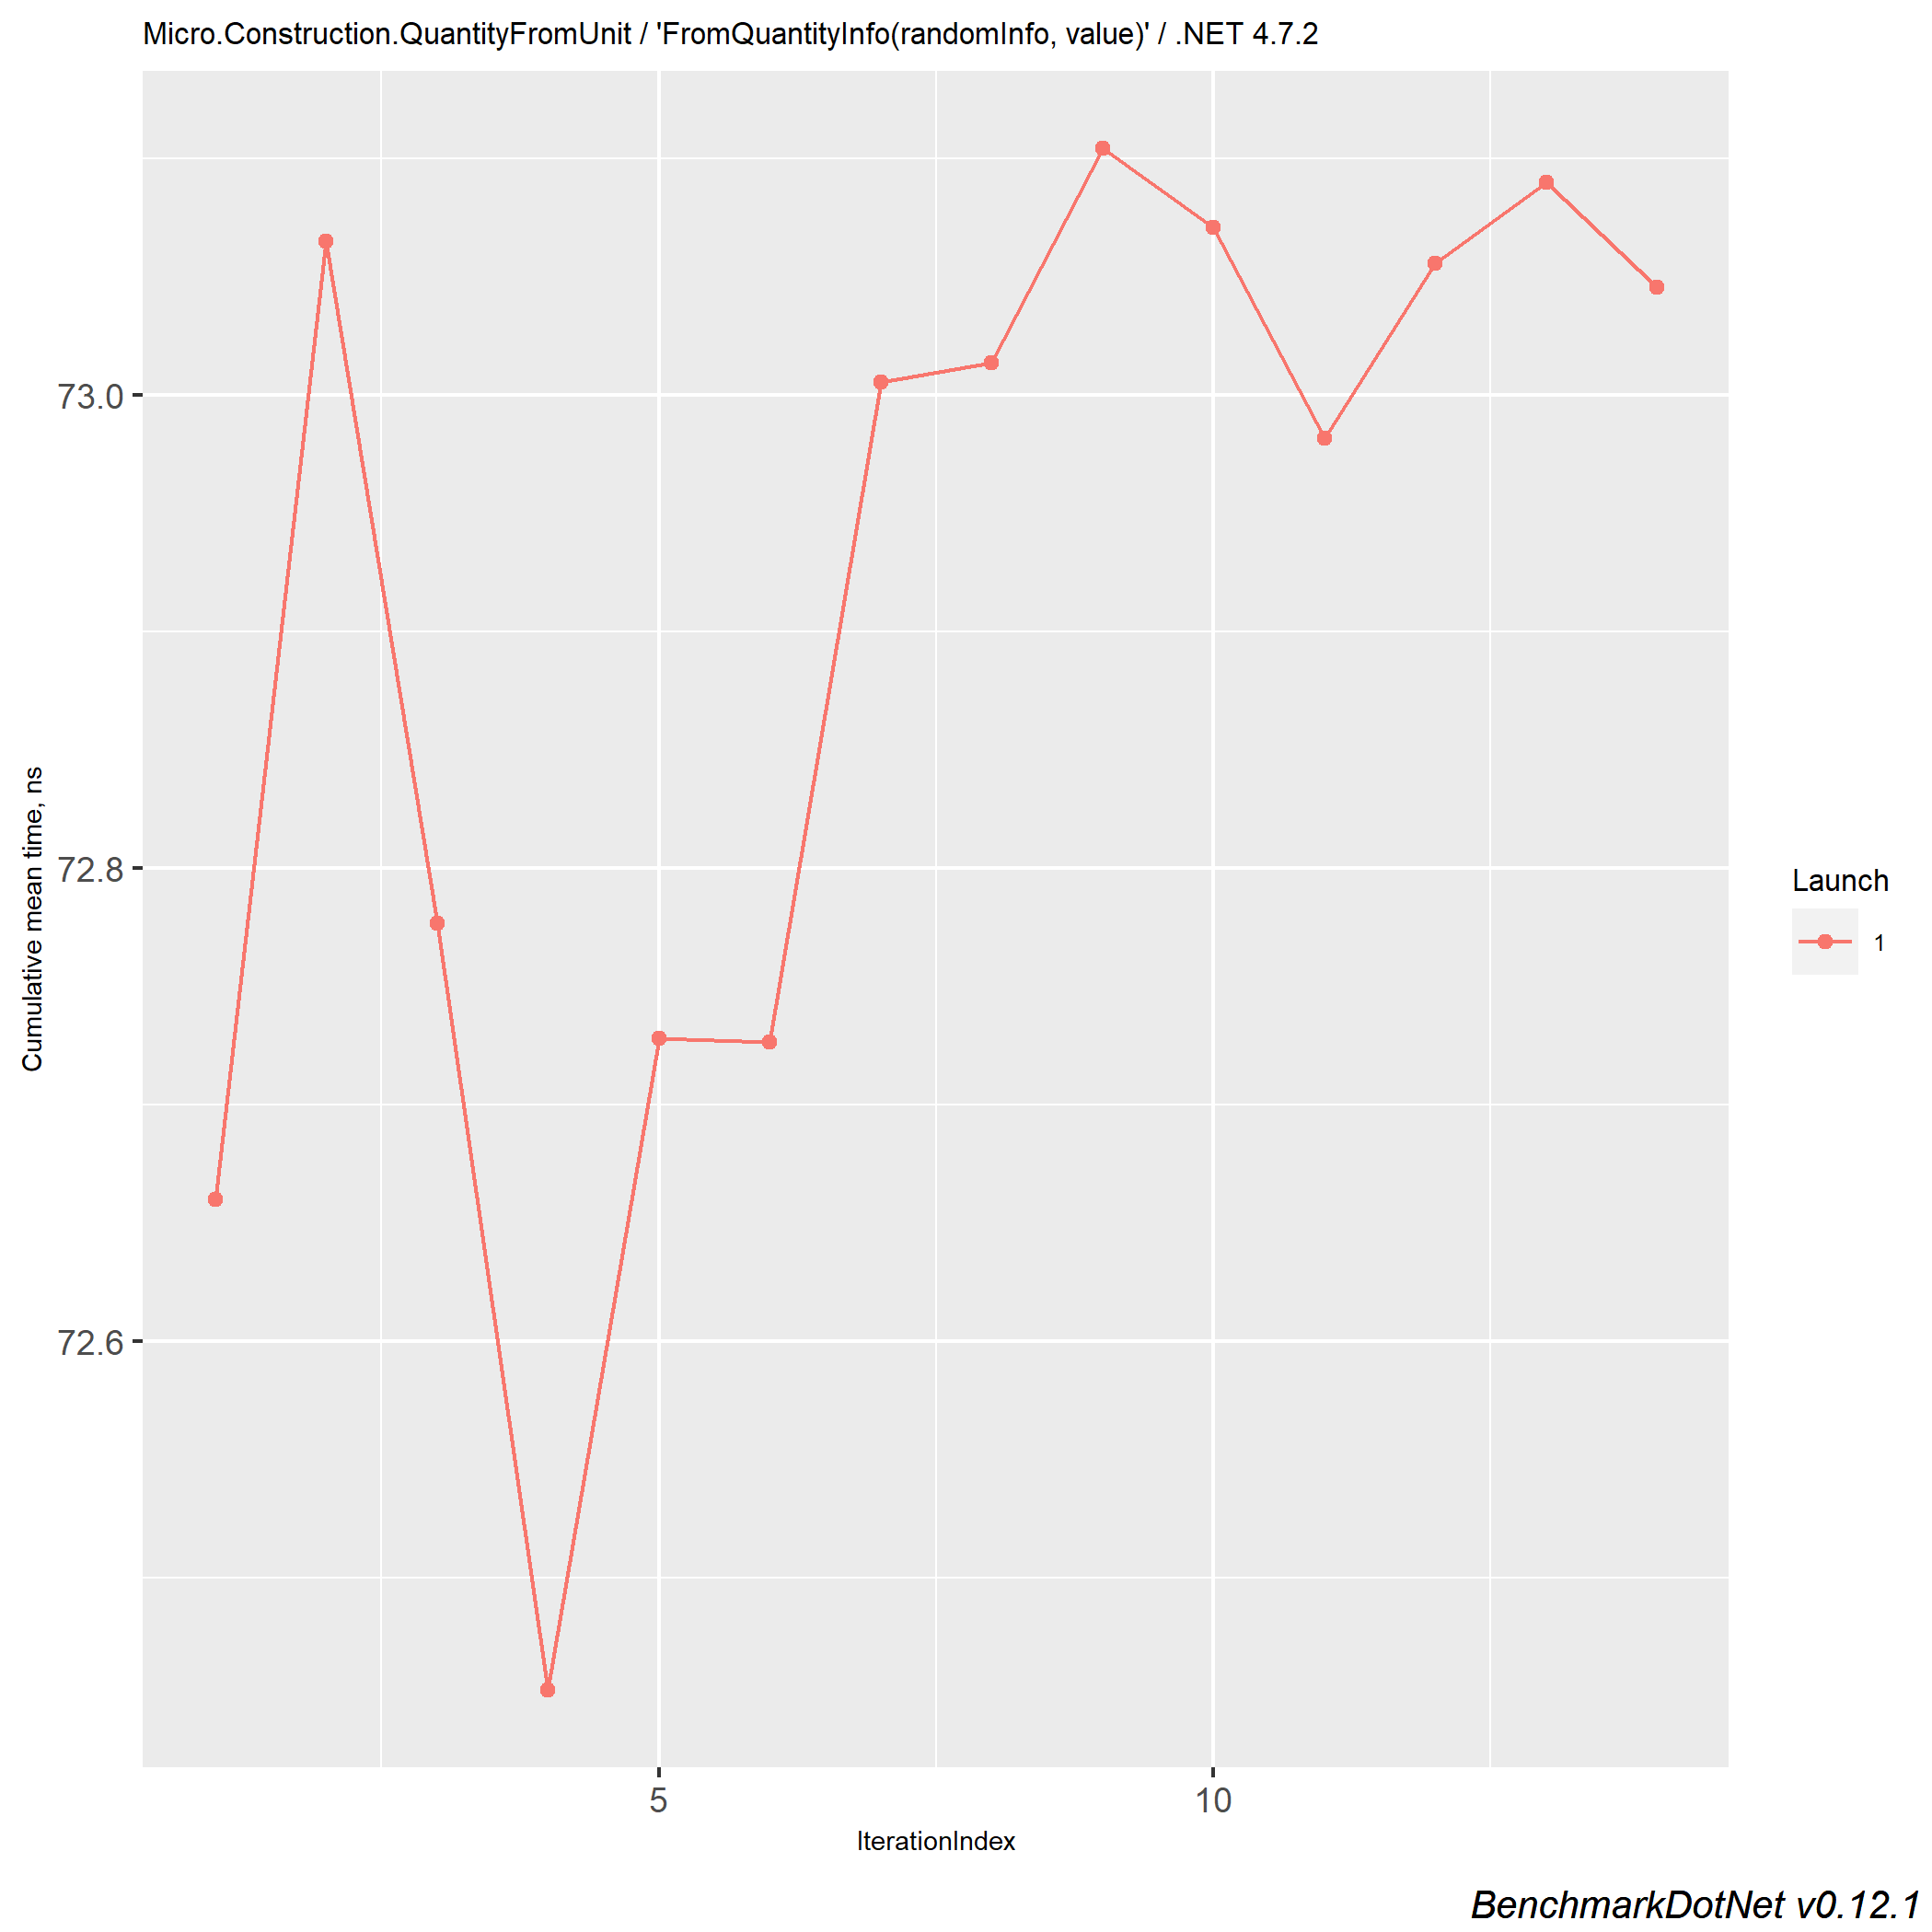 Micro.Construction.QuantityFromUnit / 'FromQuantityInfo(randomInfo, value)' / .NET 4.7.2
Cumulative mean time, ns
73.0
72.8
72.6
5
10
IterationIndex
Launch
1
BenchmarkDotNet v0.12.1